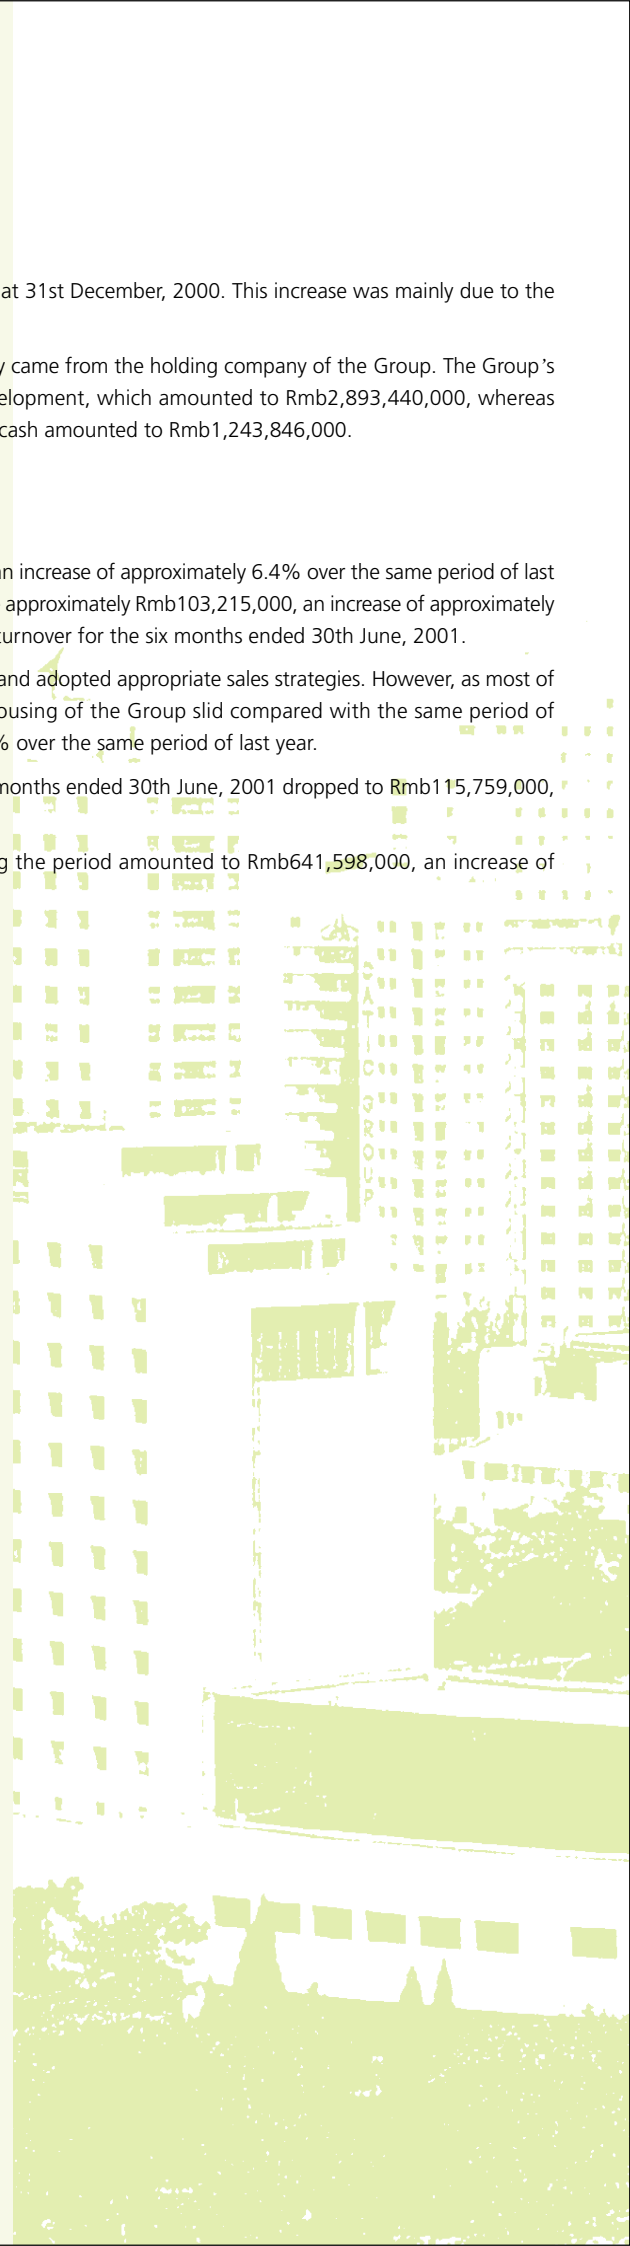 at 31st December, 2000. This increase was mainly due to the
came from the holding company of the Group. The Group's
elopment, which amounted to Rmb2,893,440,000, whereas
cash amounted to Rmb1,243,846,000.
n increase of approximately 6.4% over the same period of last
approximately Rmb103,215,000, an increase of approximately
urnover for the six months ended 30th June, 2001.
and adopted appropriate sales strategies. However, as most of
ousing of the Group slid compared with the same period of
% over the same period of last year.
months ended 30th June, 2001 dropped to Rmb115,759,000,
g the period amounted to Rmb641,598,000, an increase of
CATIC GROUP